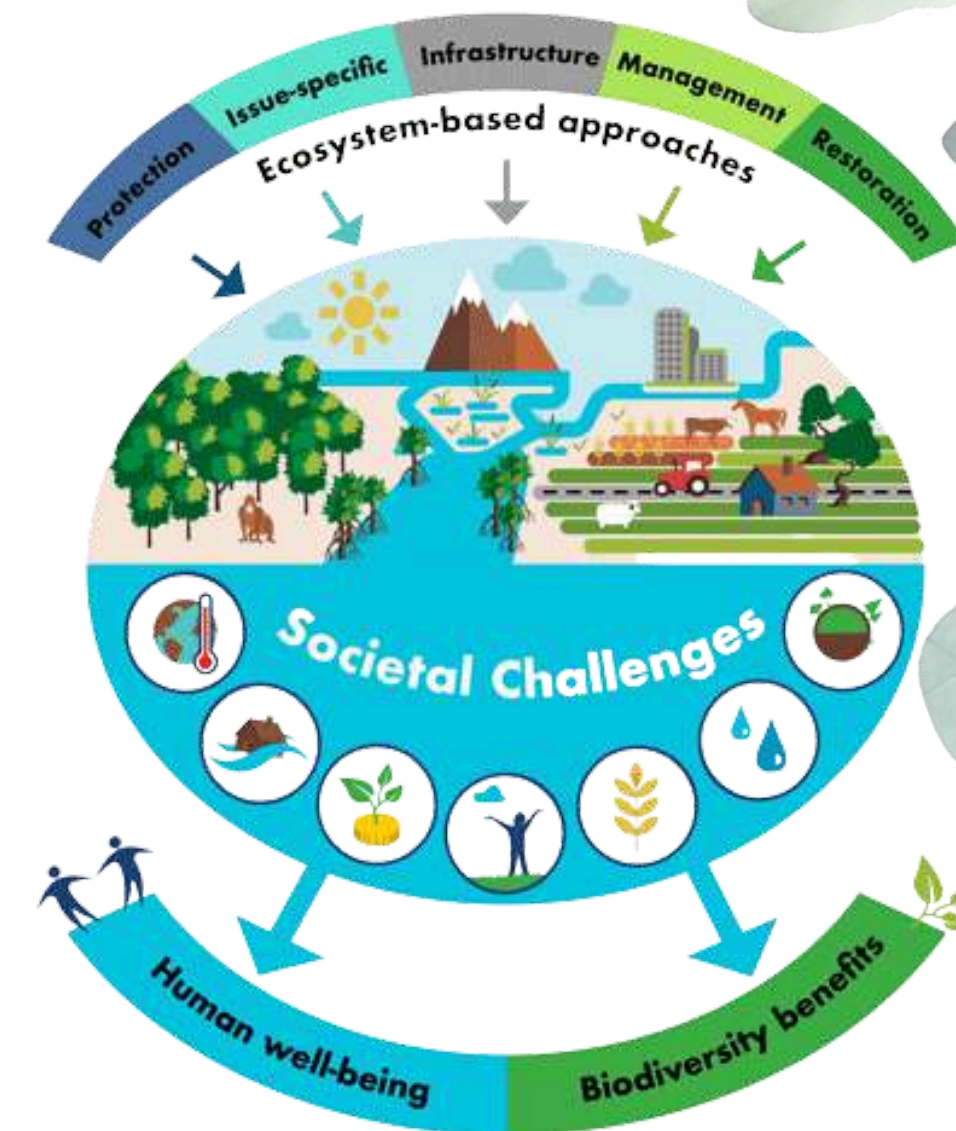 Protection
Issue-specific
Infrastructure
Management
Restoration
Ecosystem-based approaches
Societal Challenges
Human well-being
Biodiversity benefits